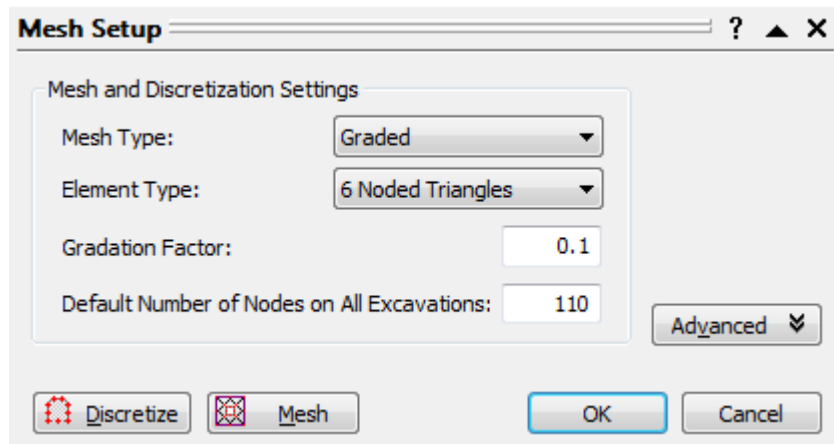 Mesh Setup ?
Mesh and Discretization Settings
Mesh Type: Graded
Element Type: 6 Noded Triangles
Gradation Factor: 0.1
Default Number of Nodes on All Excavations: 110
Advanced
Discretize Mesh OK Cancel